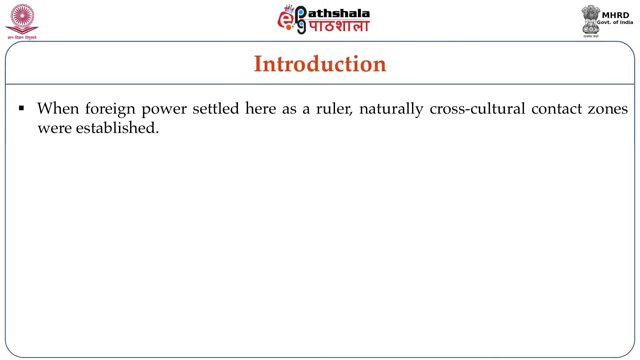 Pathshala
पाठशाला
MHRD
Govt. of India
Introduction
▪ When foreign power settled here as a ruler, naturally cross-cultural contact zones
were established.